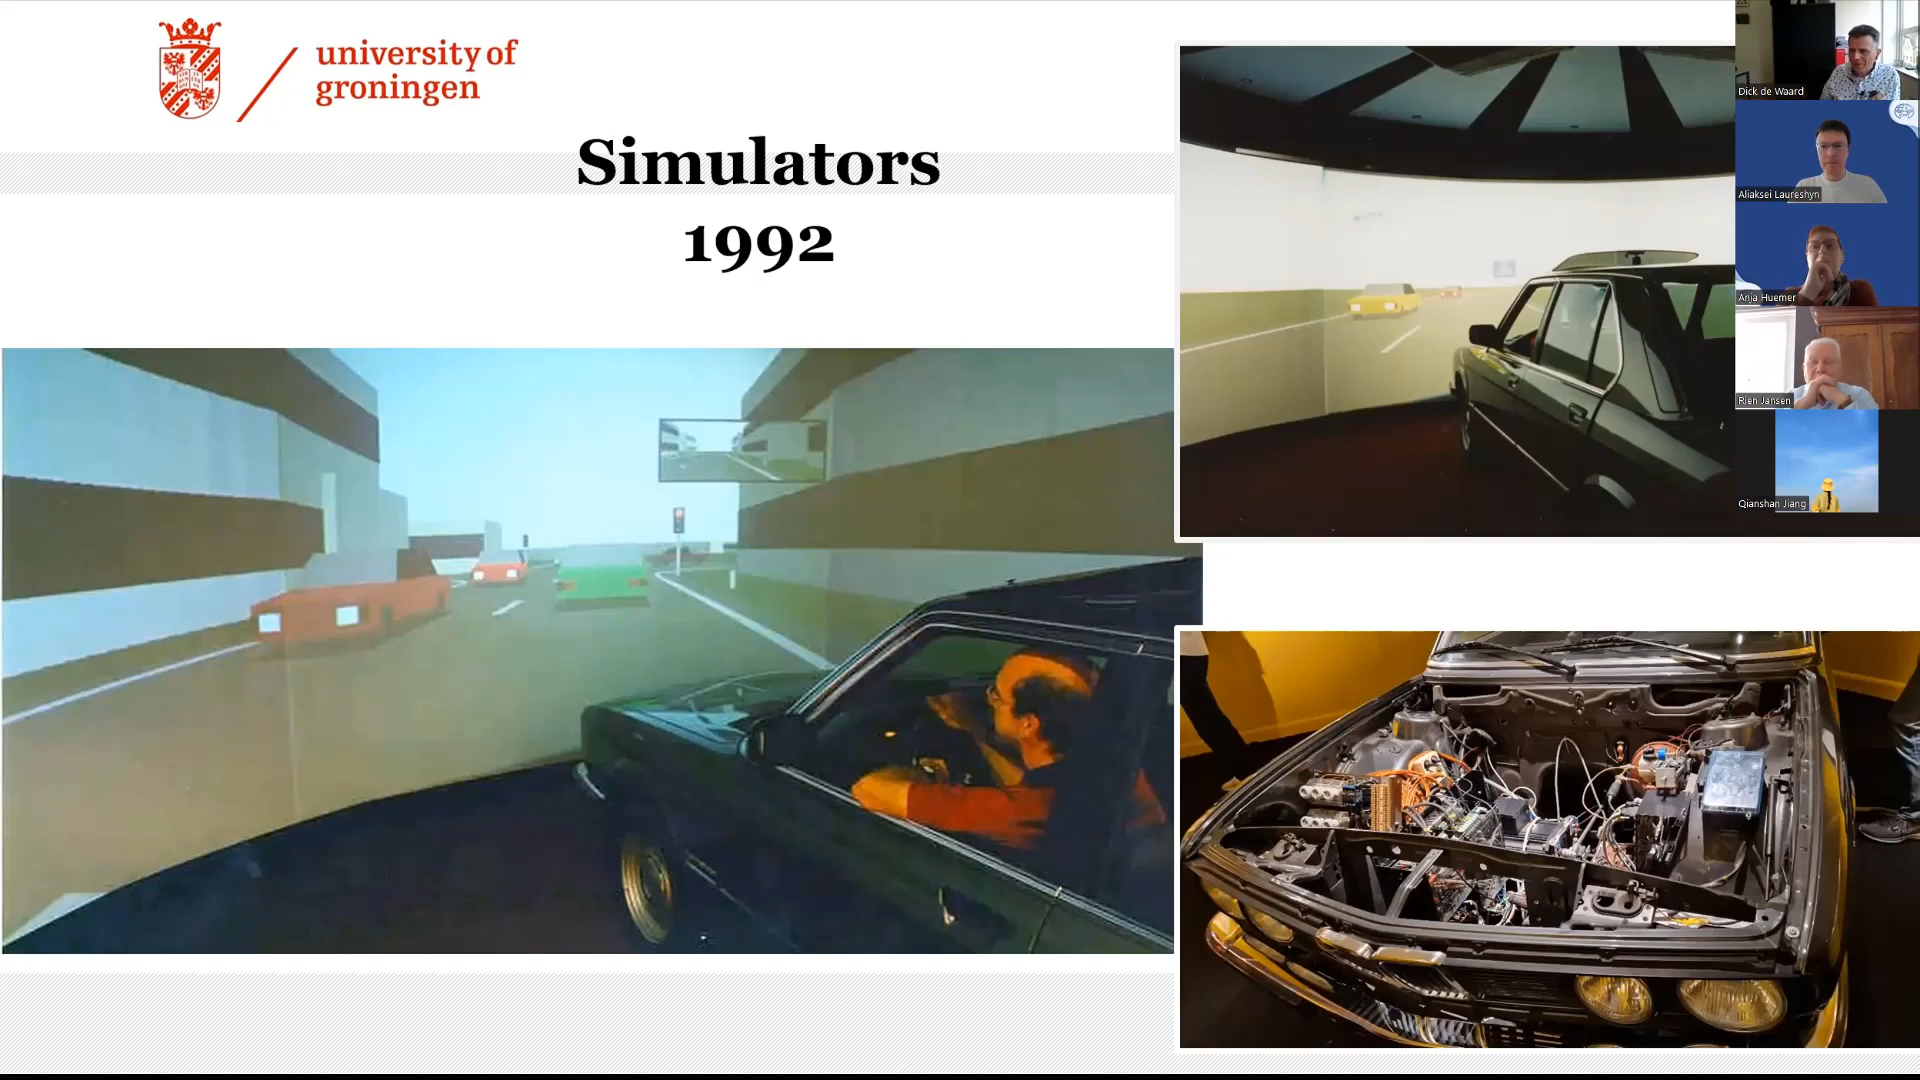 university of
groningen
Simulators
1992
Dick de Waard
Aliaksei Laureshyn
Anja Huemer
Rien Jansen
Qianshan Jiang